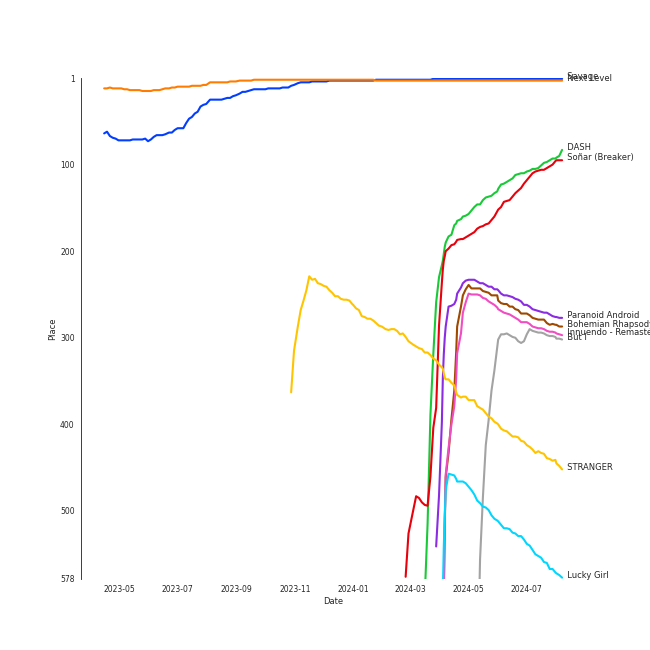 1
100
200
300
400
500
578
Place
2023-05
2023-07
2023-09
2023-11
2024-01
2024-03
2024-05
2024-07
Date
Savage
Next Level
DASH
Soñar (Breaker)
Paranoid Android
Bohemian Rhapsod
Innuendo - Remaste
But I
STRANGER
Lucky Girl